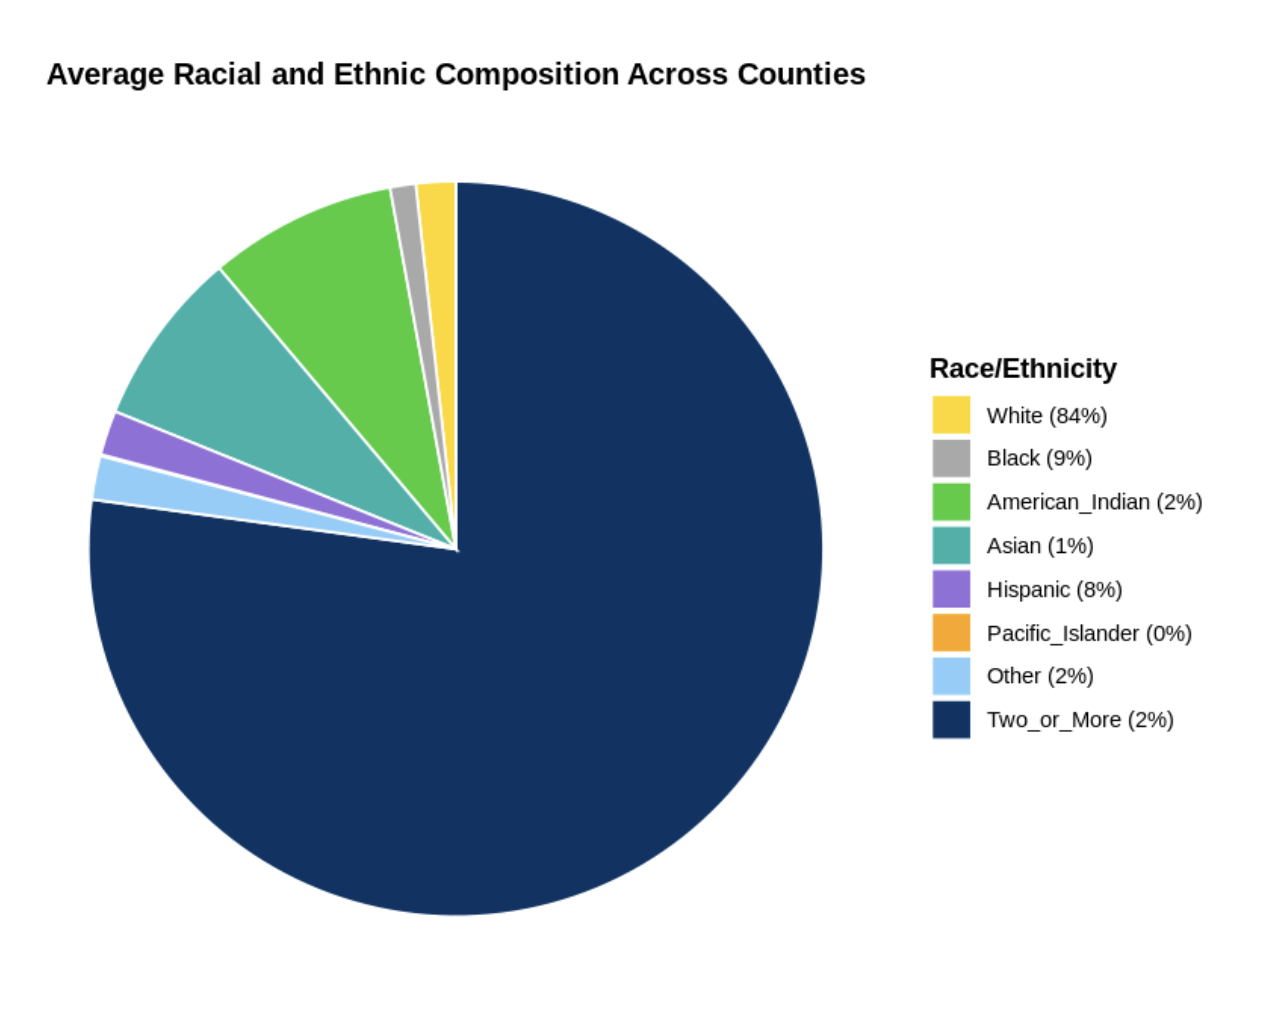 Average Racial and Ethnic Composition Across Counties
Race/Ethnicity
White (84%)
Black (9%)
American_Indian (2%)
Asian (1%)
Hispanic (8%)
Pacific_Islander (0%)
Other (2%)
Two_or_More (2%)